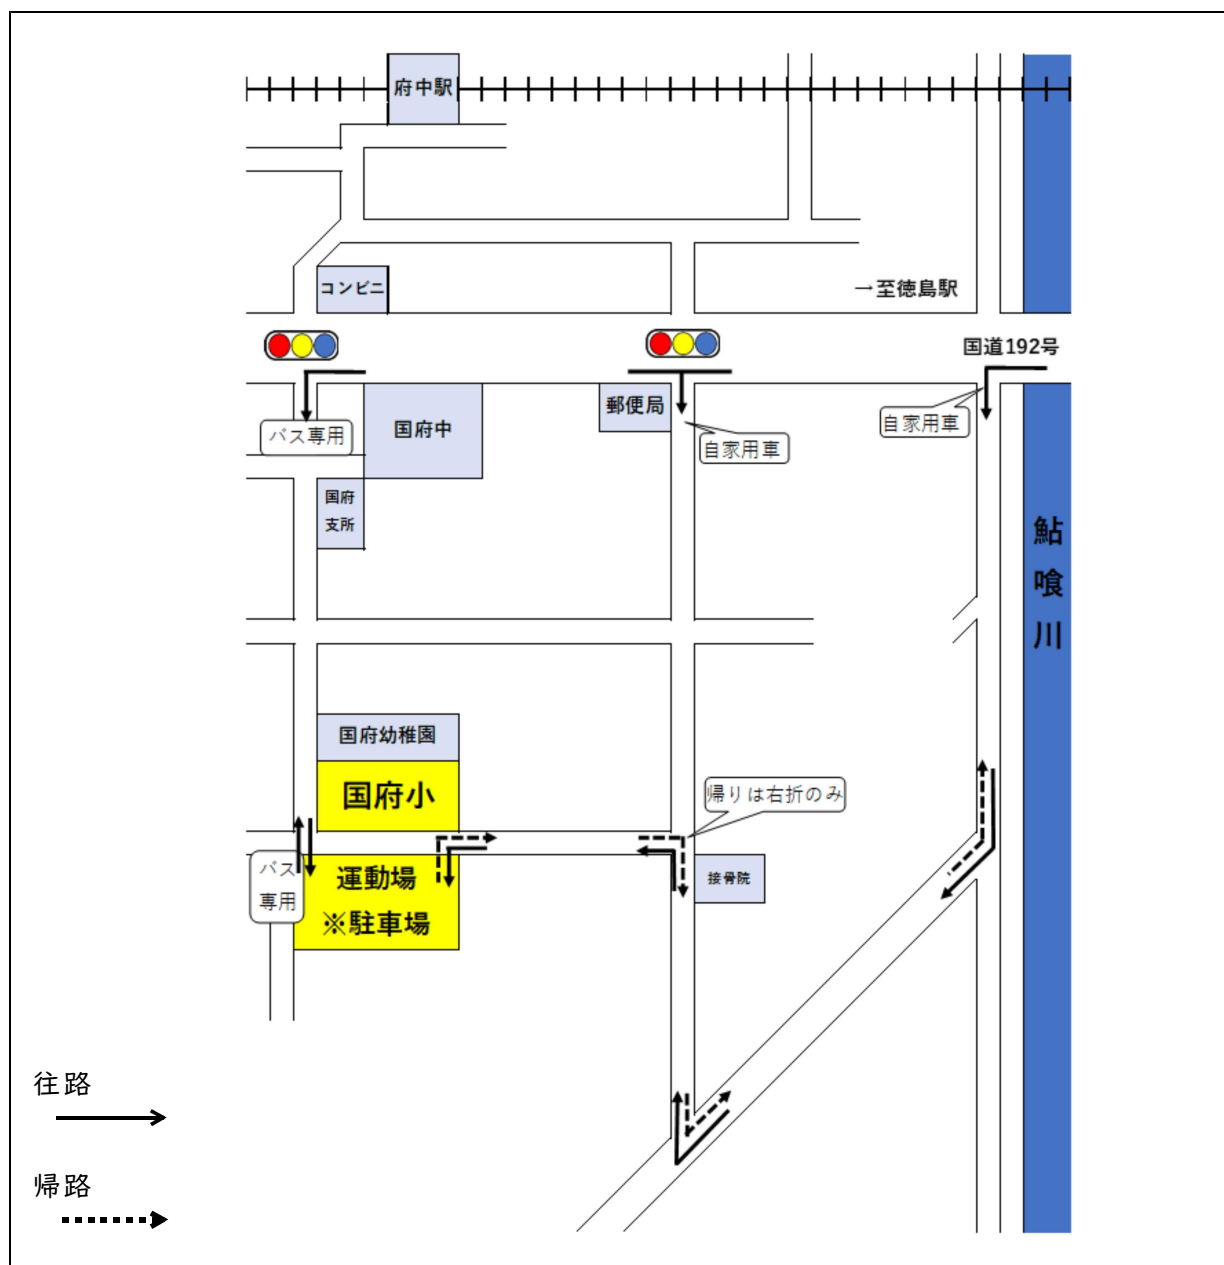 府中駅
コンビニ
→至徳島駅
国道192号
バス専用
国府中
郵便局
自家用車
自家用車
国府
支所
鮎
喰
川
国府幼稚園
国府小
帰りは右折のみ
バス
専用
運動場
※駐車場
接骨院
往路
帰路